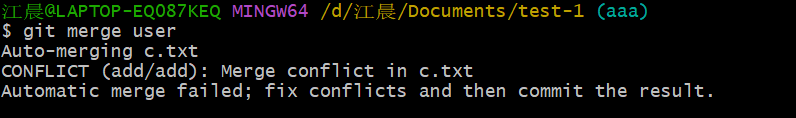 江晨@LAPTOP-EQ087KEQ MINGW64 /d/江晨/Documents/test-1 (aaa)
$ git merge user
Auto-merging c.txt
CONFLICT (add/add): Merge conflict in c.txt
Automatic merge failed; fix conflicts and then commit the result.